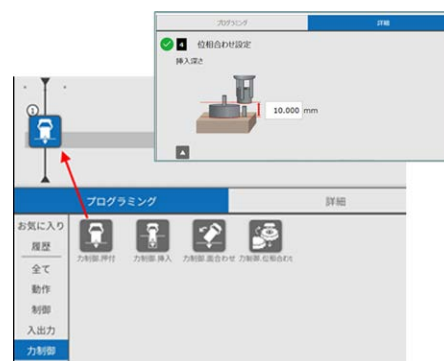 プログラミング
詳細
4 位相合わせ設定
挿入深さ
10.000 mm
1
プログラミング
詳細
お気に入り
履歴
全て
動作
制御
入出力
力制御
力制御.押付
力制御.挿入
力制御.面合わせ
力制御.位相合わせ